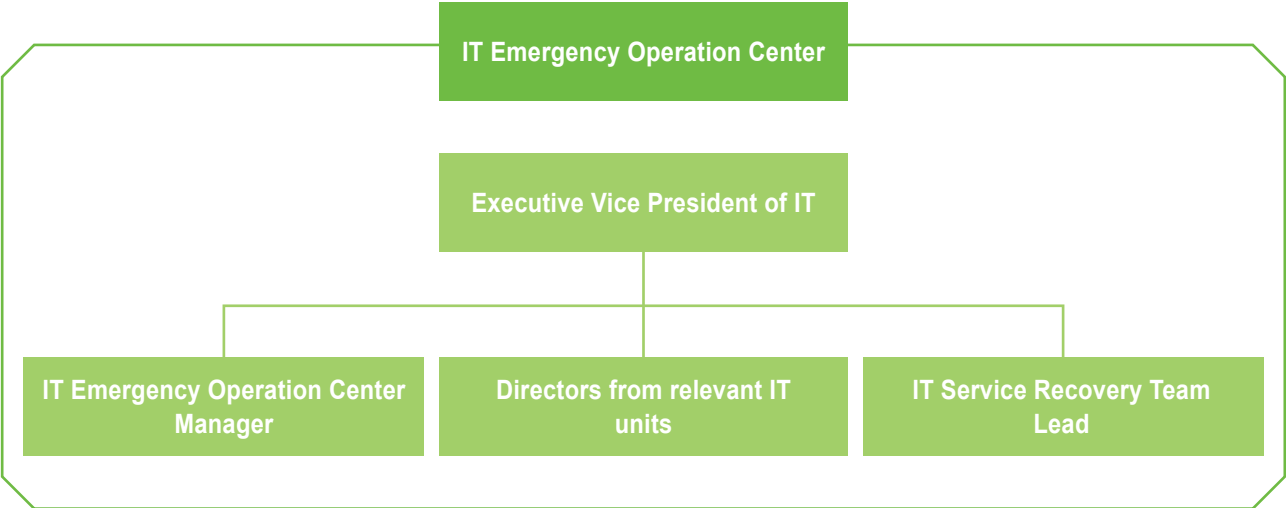 IT Emergency Operation Center
Executive Vice President of IT
IT Emergency Operation Center
Manager
Directors from relevant IT
units
IT Service Recovery Team
Lead